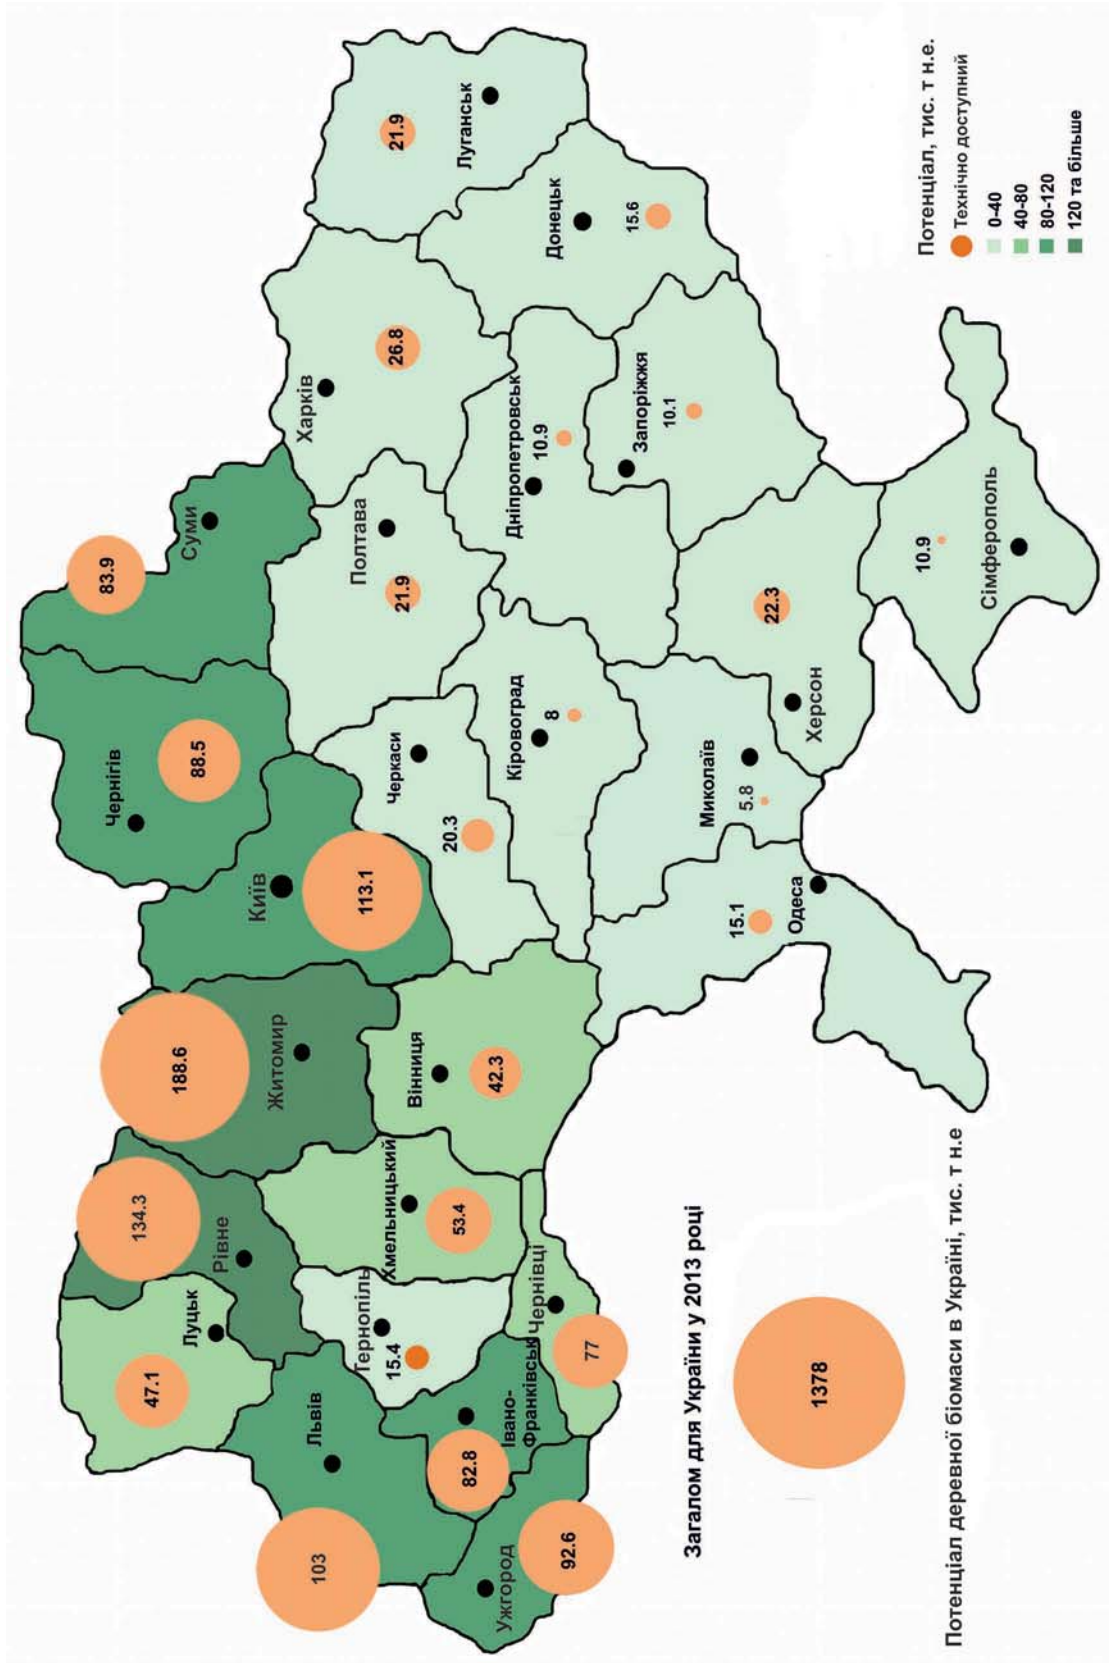 Луцьк
47.1
134.3
Рівне
188.6
Житомир
Київ
113.1
Чернігів
88.5
83.9
Суми
103
Львів
Тернопіль
15.4
Хмельницький
53.4
Вінниця
42.3
Черкаси
20.3
Полтава
21.9
Харків
26.8
21.9
Луганськ
Ужгород
92.6
82.8
Івано-
Франківськ
Чернівці
77
Кіровоград
8
Дніпропетровськ
10.9
Донецьк
15.6
Запоріжжя
10.1
Миколаїв
5.8
15.1
Одеса
22.3
Херсон
10.9
Сімферополь
Загалом для України у 2013 році
1378
Потенціал, тис. т н.е.
Технічно доступний
0-40
40-80
80-120
120 та більше
Потенціал деревної біомаси в Україні, тис. т н.е